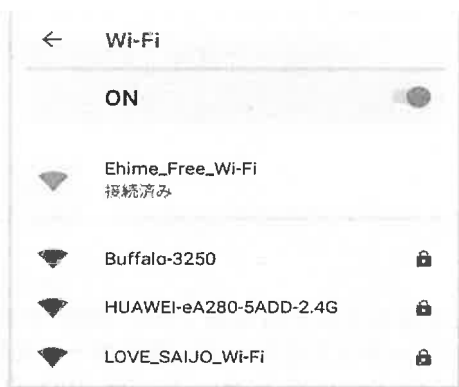 Wi-Fi
ON
Ehime_Free_Wi-Fi
接続済み
Buffalo-3250
HUAWEI-eA280-5ADD-2.4G
LOVE_SAIJO_Wi-Fi